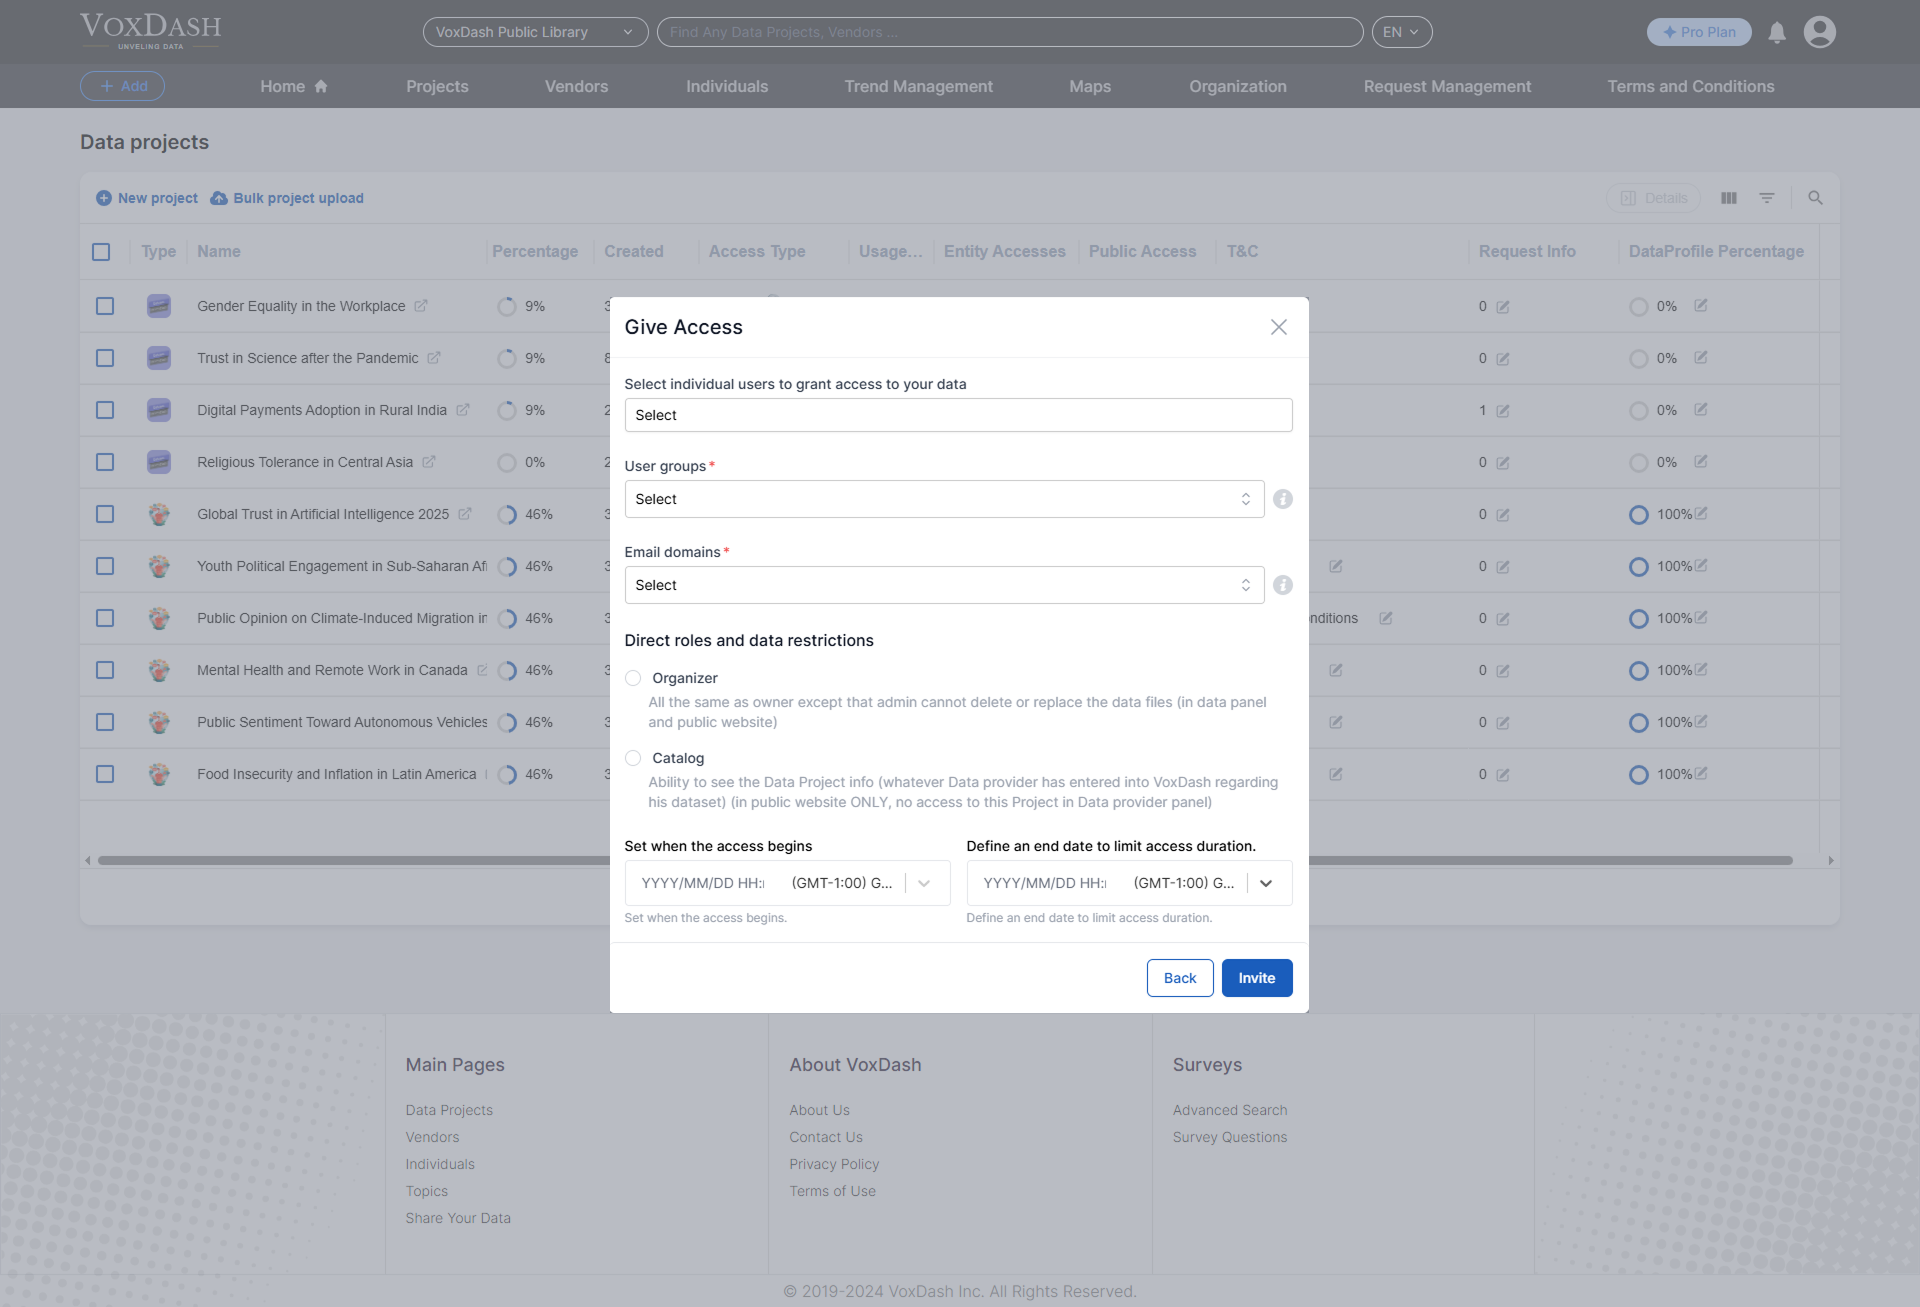 VOXDASH
UNVELING DATA
VoxDash Public Library
Find Any Data Projects, Vendors ...
EN
Pro Plan
Add
Home
Projects
Vendors
Individuals
Trend Management
Maps
Organization
Request Management
Terms and Conditions
Data projects
New project
Bulk project upload
Details
Type
Name
Percentage
Created
Access Type
Usage...
Entity Accesses
Public Access
T&C
Request Info
DataProfile Percentage
Gender Equality in the Workplace 9% 3 0 0%
Trust in Science after the Pandemic 9% 8 0 0%
Digital Payments Adoption in Rural India 9% 2 1 0%
Religious Tolerance in Central Asia 0% 2 0 0%
Global Trust in Artificial Intelligence 2025 46% 3 0 100%
Youth Political Engagement in Sub-Saharan Af 46% 3 0 100%
Public Opinion on Climate-Induced Migration in 46% 3 nditions 0 100%
Mental Health and Remote Work in Canada 46% 3 0 100%
Public Sentiment Toward Autonomous Vehicles 46% 3 0 100%
Food Insecurity and Inflation in Latin America 46% 3 0 100%
Give Access
Select individual users to grant access to your data
Select
User groups*
Select
Email domains*
Select
Direct roles and data restrictions
Organizer
All the same as owner except that admin cannot delete or replace the data files (in data panel
and public website)
Catalog
Ability to see the Data Project info (whatever Data provider has entered into VoxDash regarding
his dataset) (in public website ONLY, no access to this Project in Data provider panel)
Set when the access begins
Define an end date to limit access duration.
YYYY/MM/DD HH: (GMT-1:00) G...
YYYY/MM/DD HH: (GMT-1:00) G...
Set when the access begins.
Define an end date to limit access duration.
Back
Invite
Main Pages
Data Projects
Vendors
Individuals
Topics
Share Your Data
About VoxDash
About Us
Contact Us
Privacy Policy
Terms of Use
Surveys
Advanced Search
Survey Questions
© 2019-2024 VoxDash Inc. All Rights Reserved.